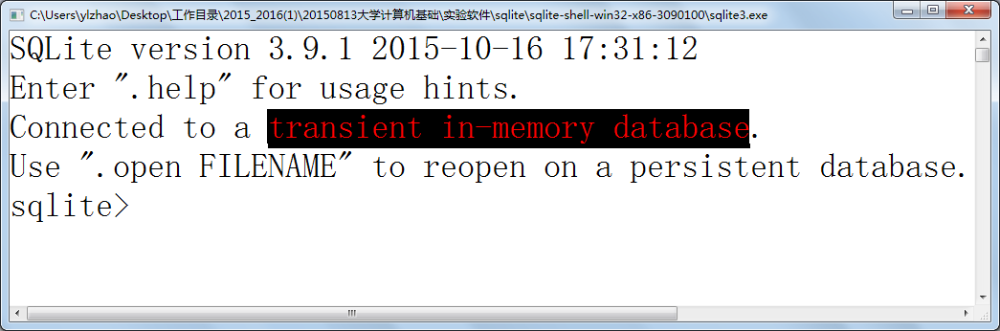 C:\Users\ylzhao\Desktop\工作目录\2015_2016(1)\20150813大学计算机基础\实验软件\sqlite\sqlite-shell-win32-x86-3090100\sqlite3.exe
SQLite version 3.9.1 2015-10-16 17:31:12
Enter ".help" for usage hints.
Connected to a transient in-memory database.
Use ".open FILENAME" to reopen on a persistent database.
sqlite>